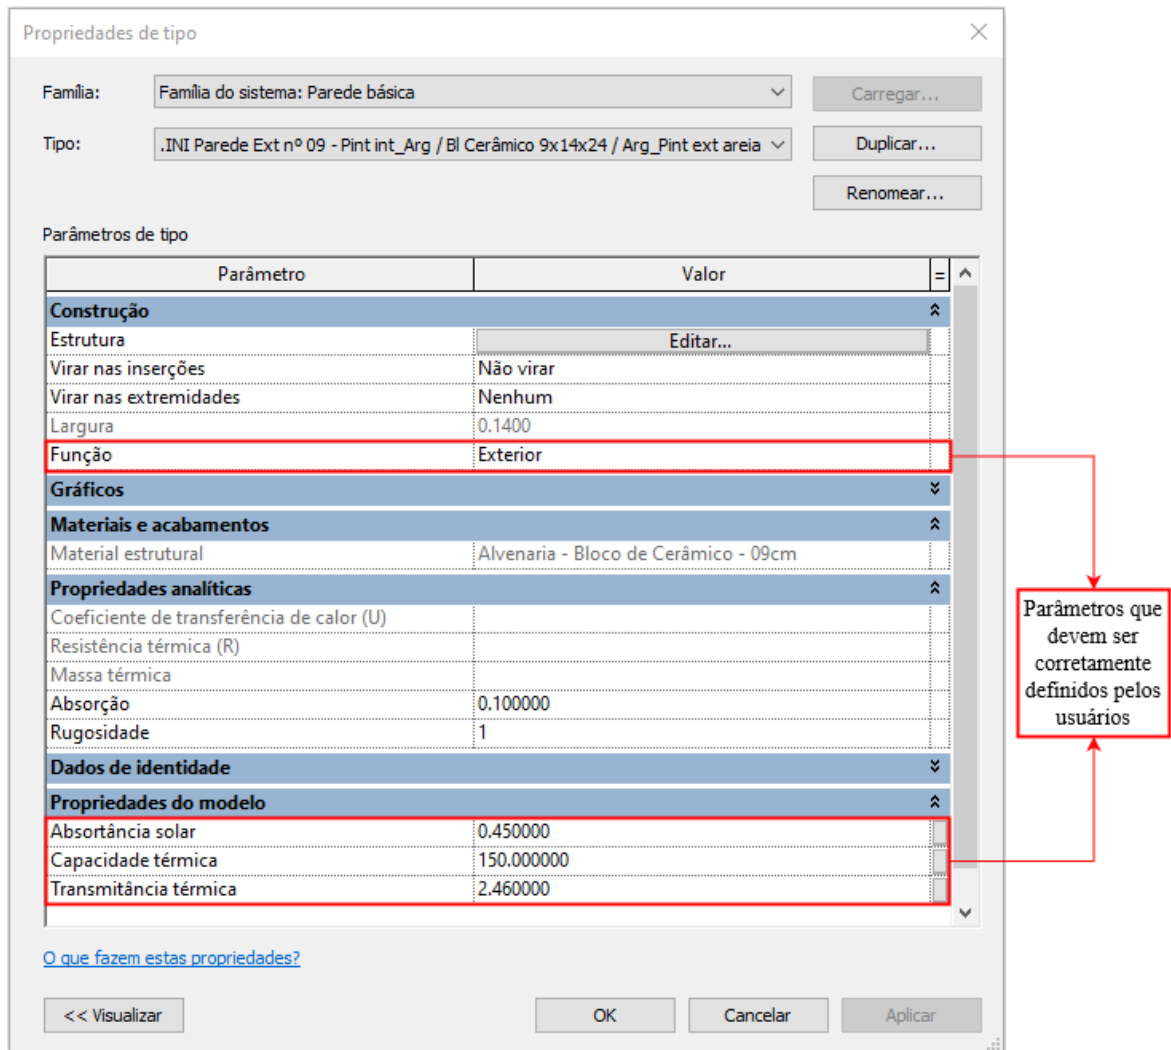 Propriedades de tipo
Família: Família do sistema: Parede básica Carregar...
Tipo: .INI Parede Ext nº 09 - Pint int_Arg / Bl Cerâmico 9x14x24 / Arg_Pint ext areia Duplicar...
Renomear...
Parâmetros de tipo
Parâmetro Valor =
Construção
Estrutura Editar...
Virar nas inserções Não virar
Virar nas extremidades Nenhum
Largura 0.1400
Função Exterior
Gráficos
Materiais e acabamentos
Material estrutural Alvenaria - Bloco de Cerâmico - 09cm
Propriedades analíticas
Coeficiente de transferência de calor (U)
Resistência térmica (R)
Massa térmica
Absorção 0.100000
Rugosidade 1
Dados de identidade
Propriedades do modelo
Absortância solar 0.450000
Capacidade térmica 150.000000
Transmitância térmica 2.460000
O que fazem estas propriedades?
<< Visualizar OK Cancelar Aplicar
Parâmetros que
devem ser
corretamente
definidos pelos
usuários